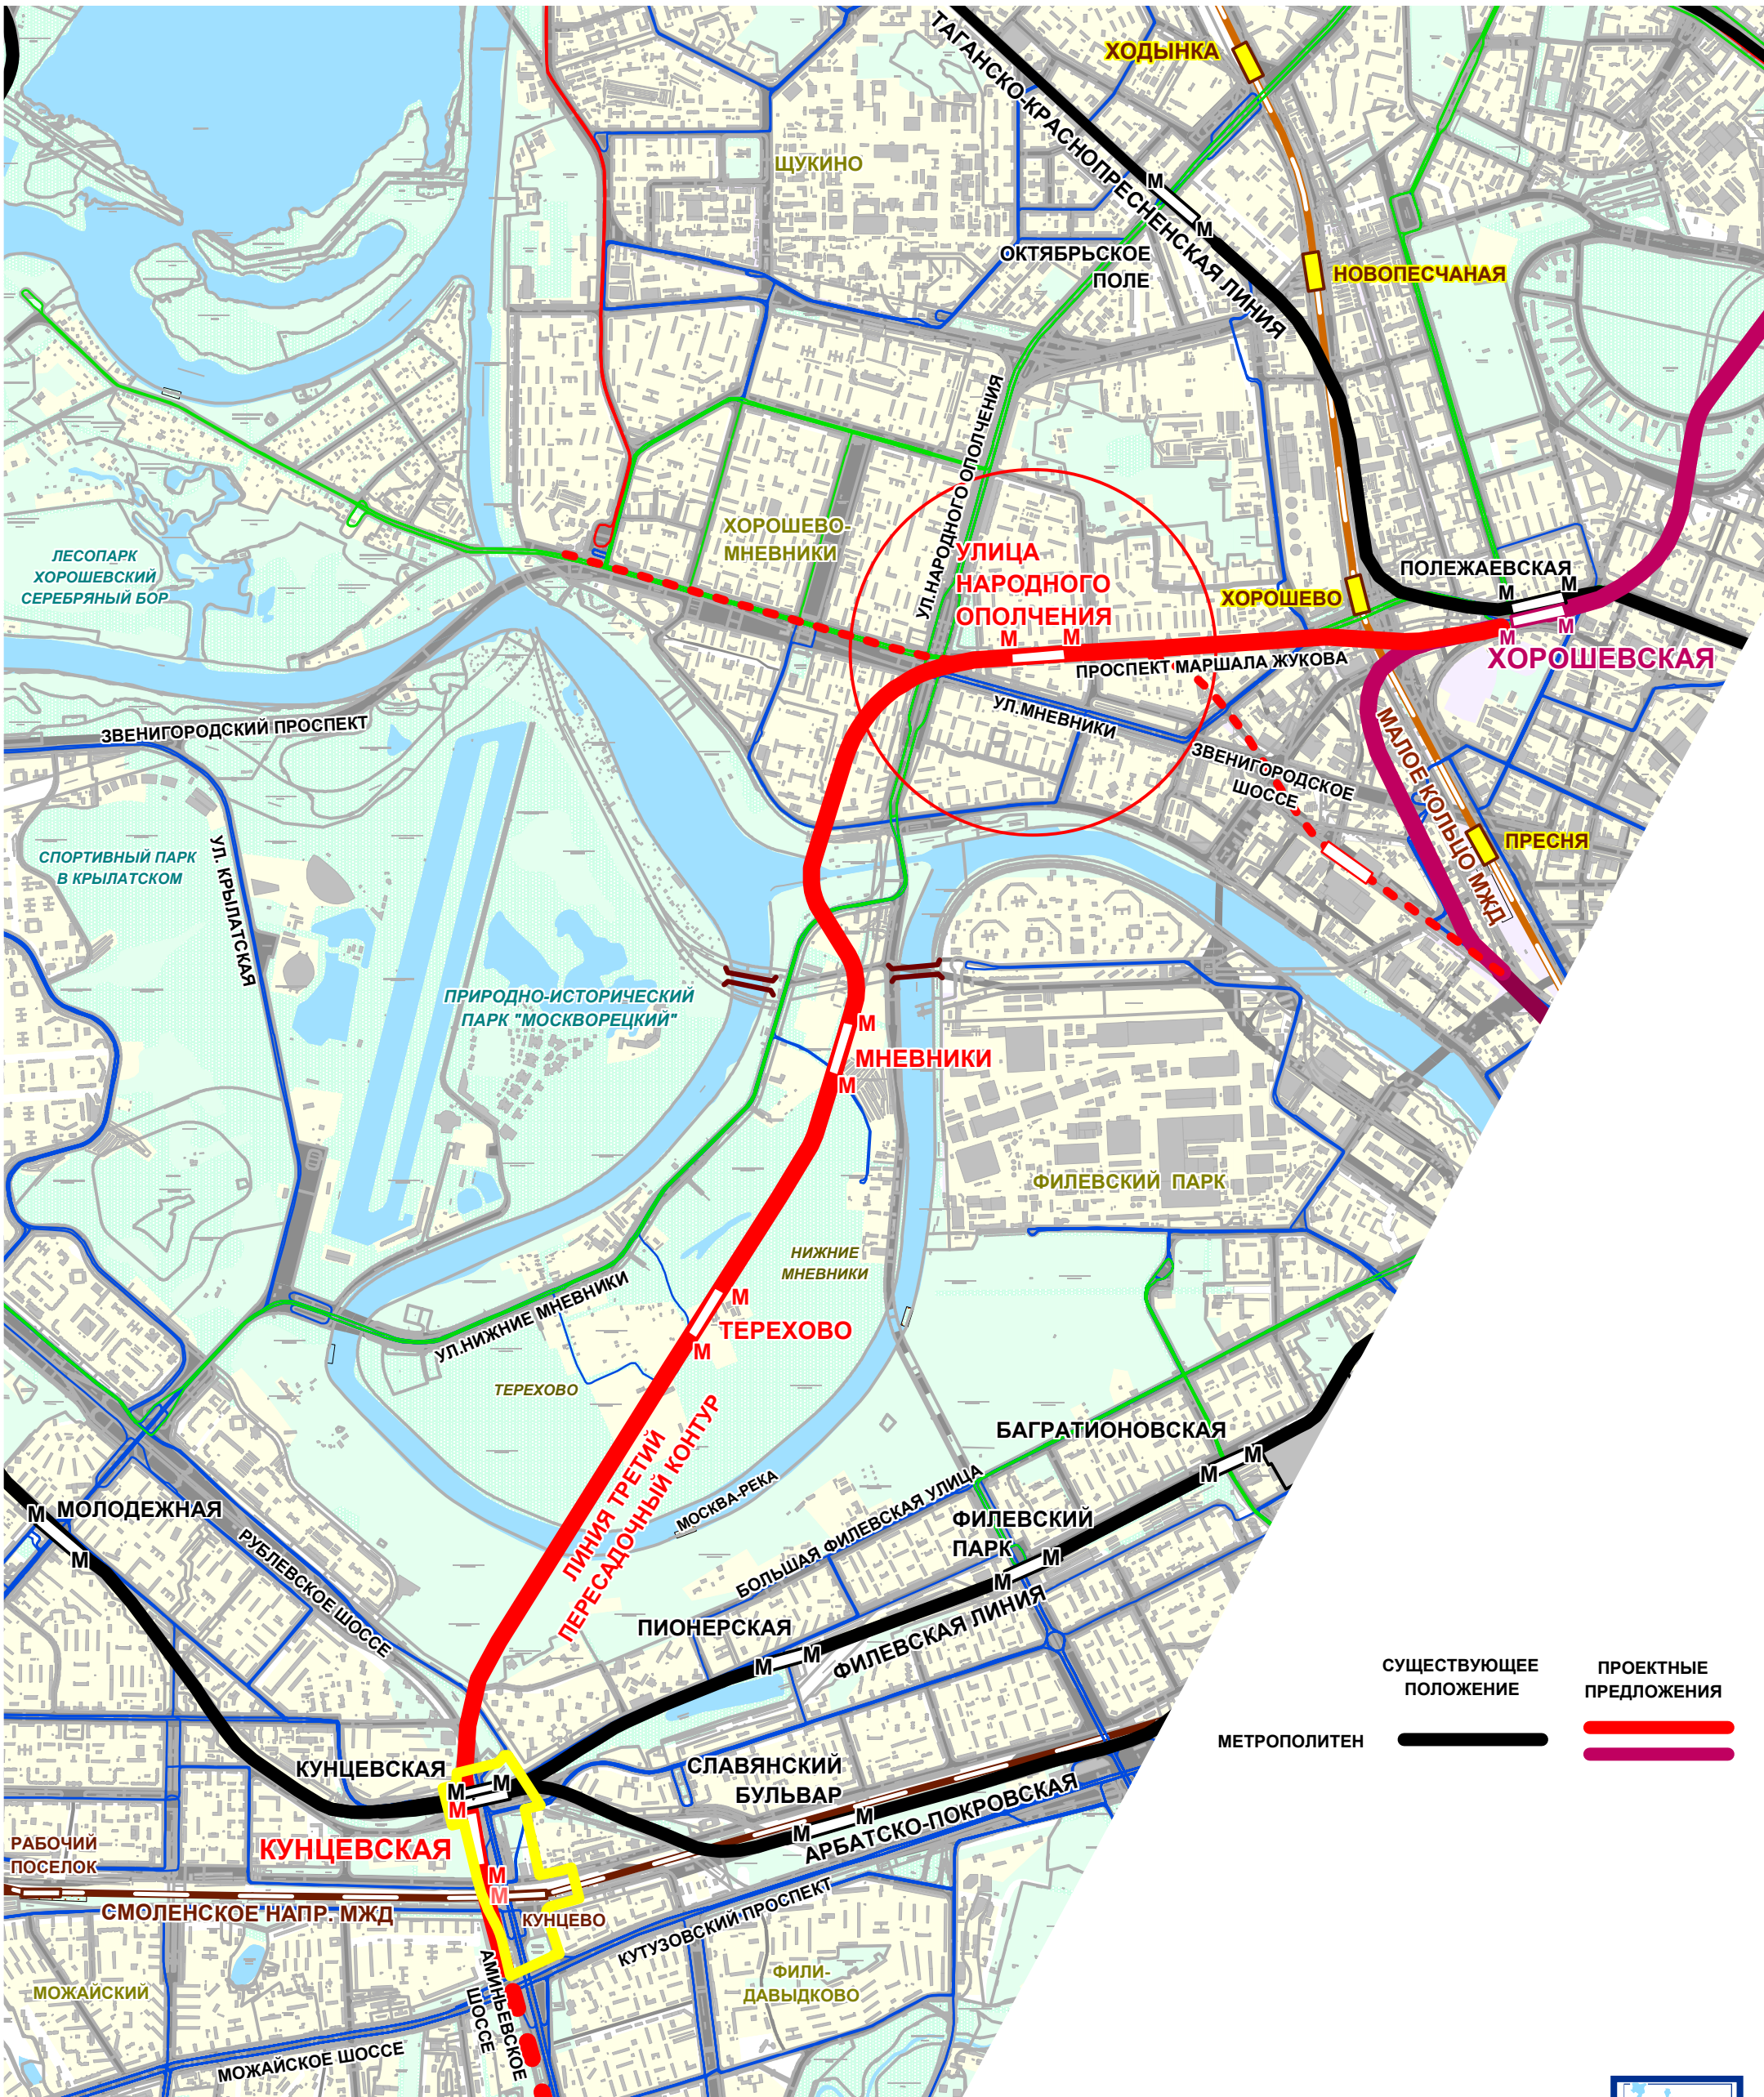 ТАГАНСКО-КРАСНОПРЕСНЕНСКАЯ ЛИНИЯ
ХОДЫНКА
ЩУКИНО
М
М
ОКТЯБРЬСКОЕ
ПОЛЕ
НОВОПЕСЧАНАЯ
УЛ.НАРОДНОГО ОПОЛЧЕНИЯ
ХОРОШЕВО-
МНЕВНИКИ
ЛЕСОПАРК
ХОРОШЕВСКИЙ
СЕРЕБРЯНЫЙ БОР
УЛИЦА
НАРОДНОГО
ОПОЛЧЕНИЯ
М
М
ХОРОШЕВО
ПОЛЕЖАЕВСКАЯ
М
М
М
М
ХОРОШЕВСКАЯ
ПРОСПЕКТ МАРШАЛА ЖУКОВА
УЛ.МНЕВНИКИ
ЗВЕНИГОРОДСКИЙ ПРОСПЕКТ
ЗВЕНИГОРОДСКОЕ
ШОССЕ
МАЛОЕ КОЛЬЦО МЖД
ПРЕСНЯ
СПОРТИВНЫЙ ПАРК
В КРЫЛАТСКОМ
УЛ. КРЫЛАТСКАЯ
ПРИРОДНО-ИСТОРИЧЕСКИЙ
ПАРК "МОСКВОРЕЦКИЙ"
М
МНЕВНИКИ
М
ФИЛЕВСКИЙ ПАРК
НИЖНИЕ
МНЕВНИКИ
УЛ.НИЖНИЕ МНЕВНИКИ
М
ТЕРЕХОВО
М
ТЕРЕХОВО
ЛИНИЯ ТРЕТИЙ
ПЕРЕСАДОЧНЫЙ КОНТУР
МОСКВА-РЕКА
БАГРАТИОНОВСКАЯ
М
М
БОЛЬШАЯ ФИЛЕВСКАЯ УЛИЦА
М
МОЛОДЕЖНАЯ
М
РУБЛЕВСКОЕ ШОССЕ
ФИЛЕВСКИЙ
ПАРК
М
М
ПИОНЕРСКАЯ
М
М
ФИЛЕВСКАЯ ЛИНИЯ
СУЩЕСТВУЮЩЕЕ
ПОЛОЖЕНИЕ
ПРОЕКТНЫЕ
ПРЕДЛОЖЕНИЯ
МЕТРОПОЛИТЕН
КУНЦЕВСКАЯ
М
М
М
СЛАВЯНСКИЙ
БУЛЬВАР
М
М
АРБАТСКО-ПОКРОВСКАЯ
КУНЦЕВСКАЯ
РАБОЧИЙ
ПОСЕЛОК
М
М
СМОЛЕНСКОЕ НАПР. МЖД
КУНЦЕВО
КУТУЗОВСКИЙ ПРОСПЕКТ
АМИНЬЕВСКОЕ
ШОССЕ
МОЖАЙСКИЙ
ФИЛИ-
ДАВЫДКОВО
МОЖАЙСКОЕ ШОССЕ